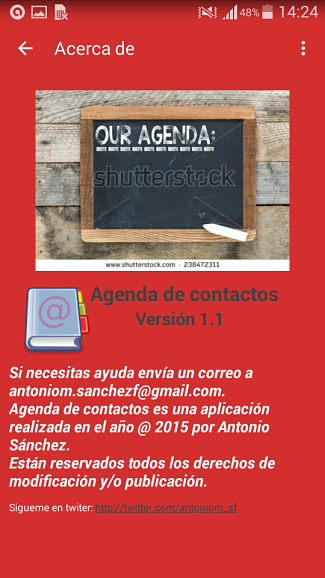 48% 14:24
Acerca de
OUR AGENDA:
shutterstock
www.shutterstock.com · 238472311
@
Agenda de contactos
Versión 1.1
Si necesitas ayuda envía un correo a
antoniom.sanchezf@gmail.com.
Agenda de contactos es una aplicación
realizada en el año @ 2015 por Antonio
Sánchez.
Están reservados todos los derechos de
modificación y/o publicación.
Sigueme en twiter: http://twitter.com/antoniom_sf